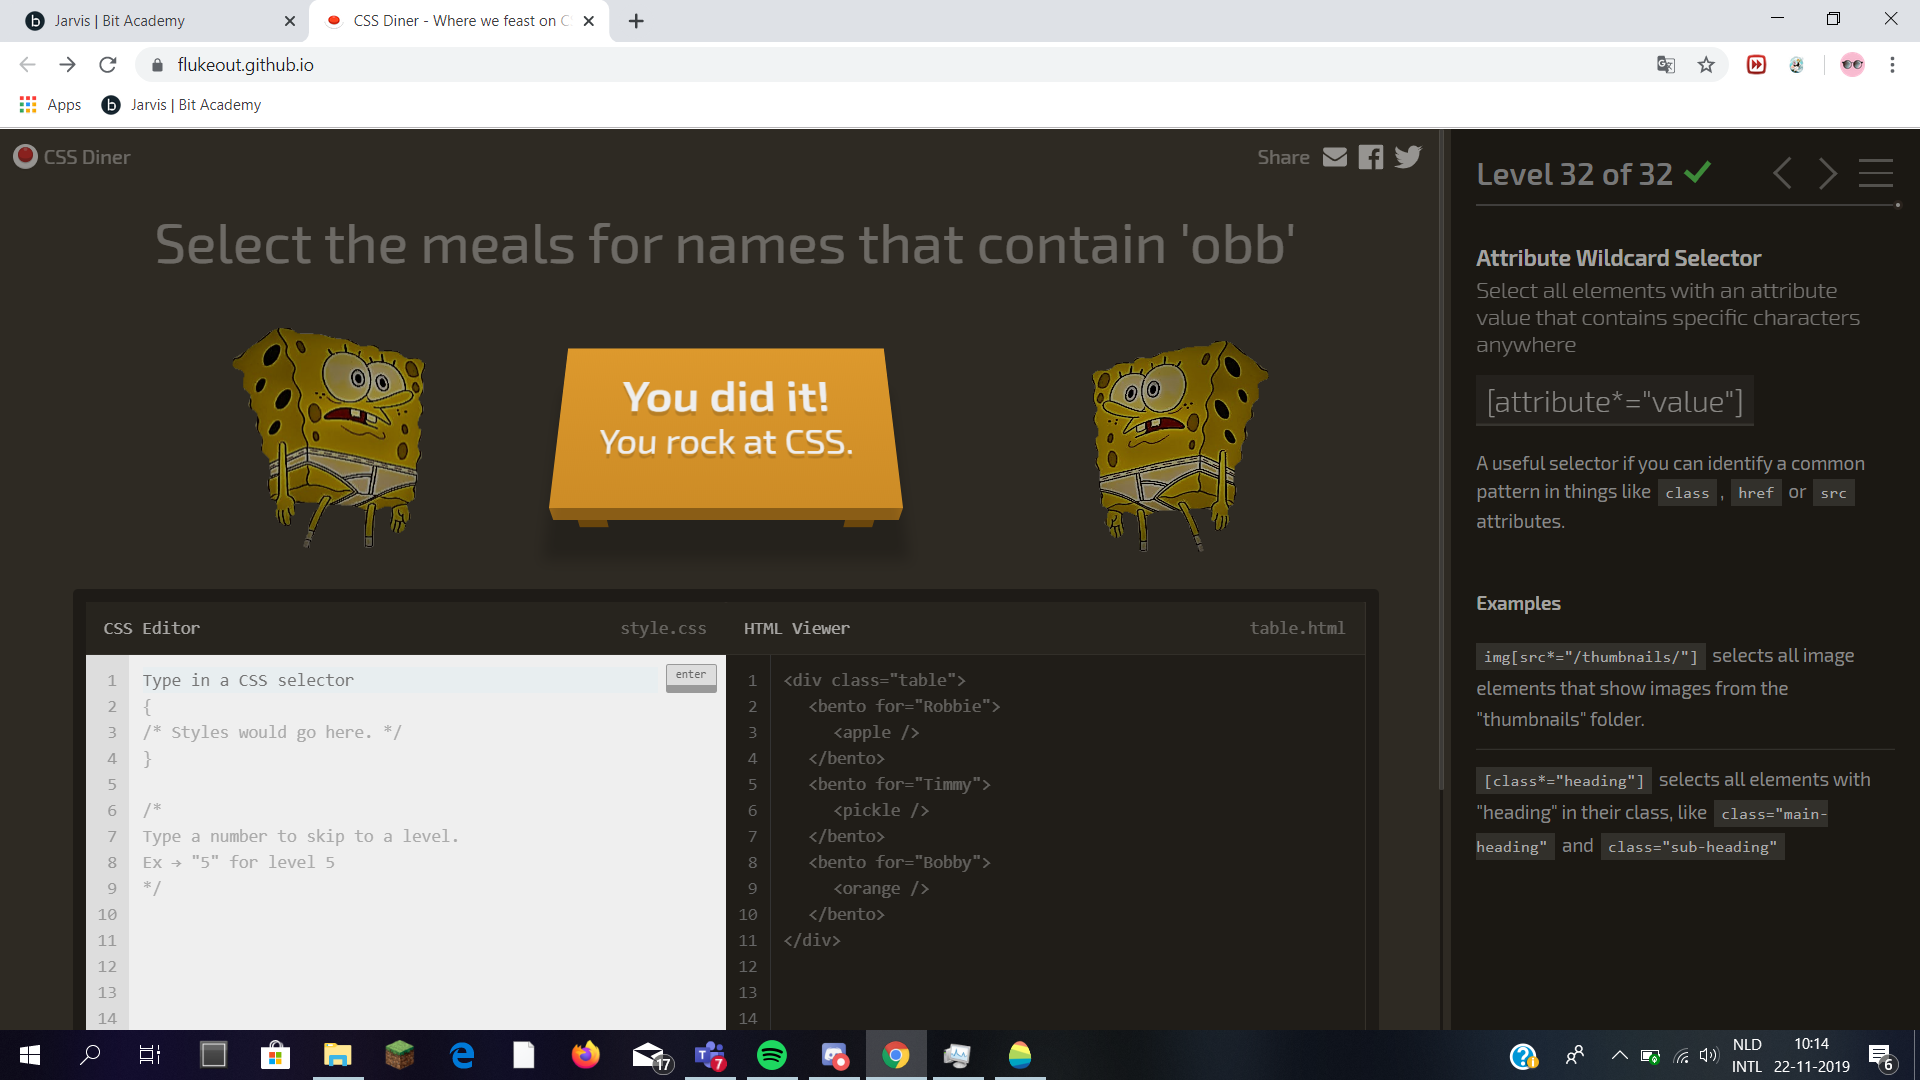 Jarvis | Bit Academy
CSS Diner - Where we feast on C
flukeout.github.io
Apps
Jarvis | Bit Academy
CSS Diner
Share
Select the meals for names that contain 'obb'
You did it!
You rock at CSS.
CSS Editor
style.css
HTML Viewer
table.html
1 Type in a CSS selector
enter
2 {
3 /* Styles would go here. */
4 }
5
6 /*
7 Type a number to skip to a level.
8 Ex → "5" for level 5
9 */
10
11
12
13
14
1 <div class="table">
2 <bento for="Robbie">
3 <apple />
4 </bento>
5 <bento for="Timmy">
6 <pickle />
7 </bento>
8 <bento for="Bobby">
9 <orange />
10 </bento>
11 </div>
12
13
14
Level 32 of 32
Attribute Wildcard Selector
Select all elements with an attribute
value that contains specific characters
anywhere
[attribute*="value"]
A useful selector if you can identify a common
pattern in things like class , href or src
attributes.
Examples
img[src*="/thumbnails/"] selects all image
elements that show images from the
"thumbnails" folder.
[class*="heading"] selects all elements with
"heading" in their class, like class="main-
heading" and class="sub-heading"
17
7
NLD
INTL
10:14
22-11-2019
6